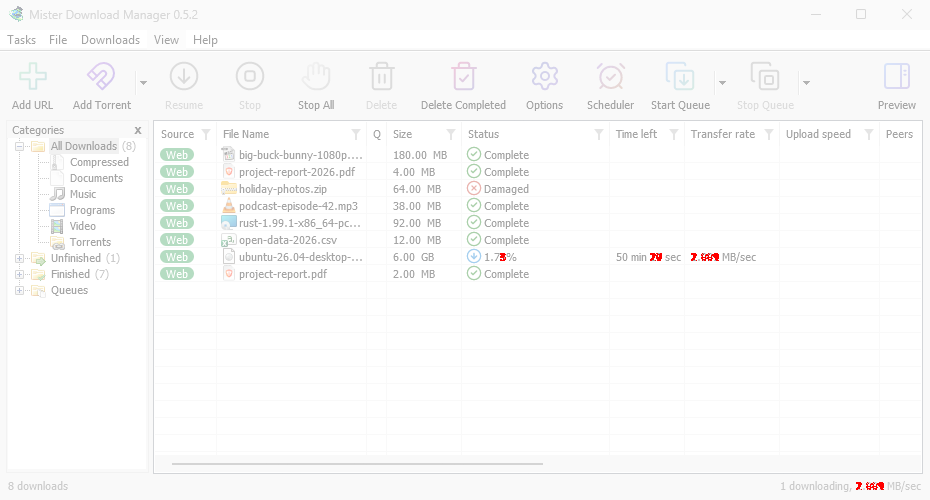 Mister Download Manager 0.5.2
Tasks File Downloads View Help
Add URL Add Torrent Resume Stop Stop All Delete Delete Completed Options Scheduler Start Queue Stop Queue Preview
Categories x
All Downloads (8)
Compressed
Documents
Music
Programs
Video
Torrents
Unfinished (1)
Finished (7)
Queues
Source File Name Q Size Status Time left Transfer rate Upload speed Peers
Web big-buck-bunny-1080p.... 180.00 MB Complete
Web project-report-2026.pdf 4.00 MB Complete
Web holiday-photos.zip 64.00 MB Damaged
Web podcast-episode-42.mp3 38.00 MB Complete
Web rust-1.99.1-x86_64-pc... 92.00 MB Complete
Web open-data-2026.csv 12.00 MB Complete
Web ubuntu-26.04-desktop-... 6.00 GB 50 min sec MB/sec
Web project-report.pdf 2.00 MB Complete
8 downloads
1 downloading, MB/sec